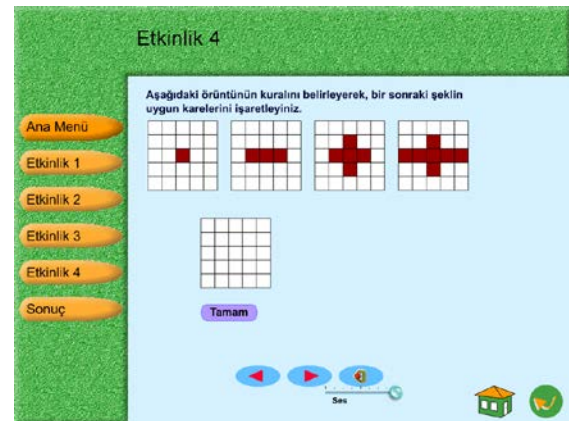 Etkinlik 4
Aşağıdaki örüntünün kuralını belirleyerek, bir sonraki şeklin
uygun karelerini işaretleyiniz.
Ana Menü
Etkinlik 1
Etkinlik 2
Etkinlik 3
Etkinlik 4
Sonuç
Tamam
Ses